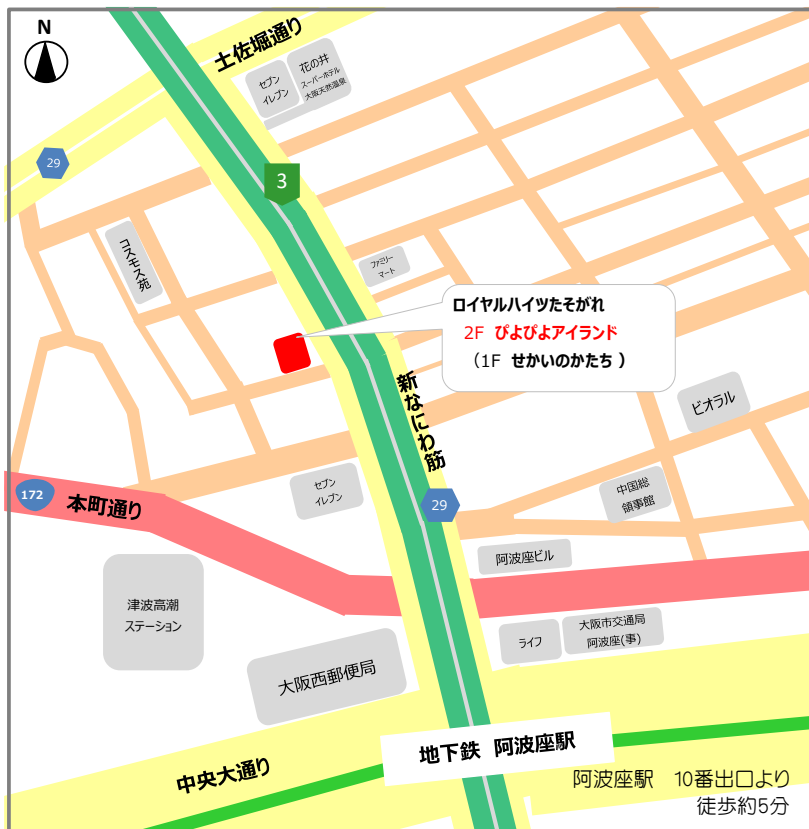 N
土佐堀通り
セブン
イレブン
花の井
スーパーホテル
大阪天然温泉
29
3
コスモス苑
ファミリー
マート
ロイヤルハイツたそがれ
2F ぴよぴよアイランド
(1F せかいのかたち )
新なにわ筋
ビオラル
セブン
イレブン
中国総
領事館
172
本町通り
29
阿波座ビル
津波高潮
ステーション
ライフ
大阪市交通局
阿波座(事)
大阪西郵便局
地下鉄 阿波座駅
中央大通り
阿波座駅 10番出口より
徒歩約5分